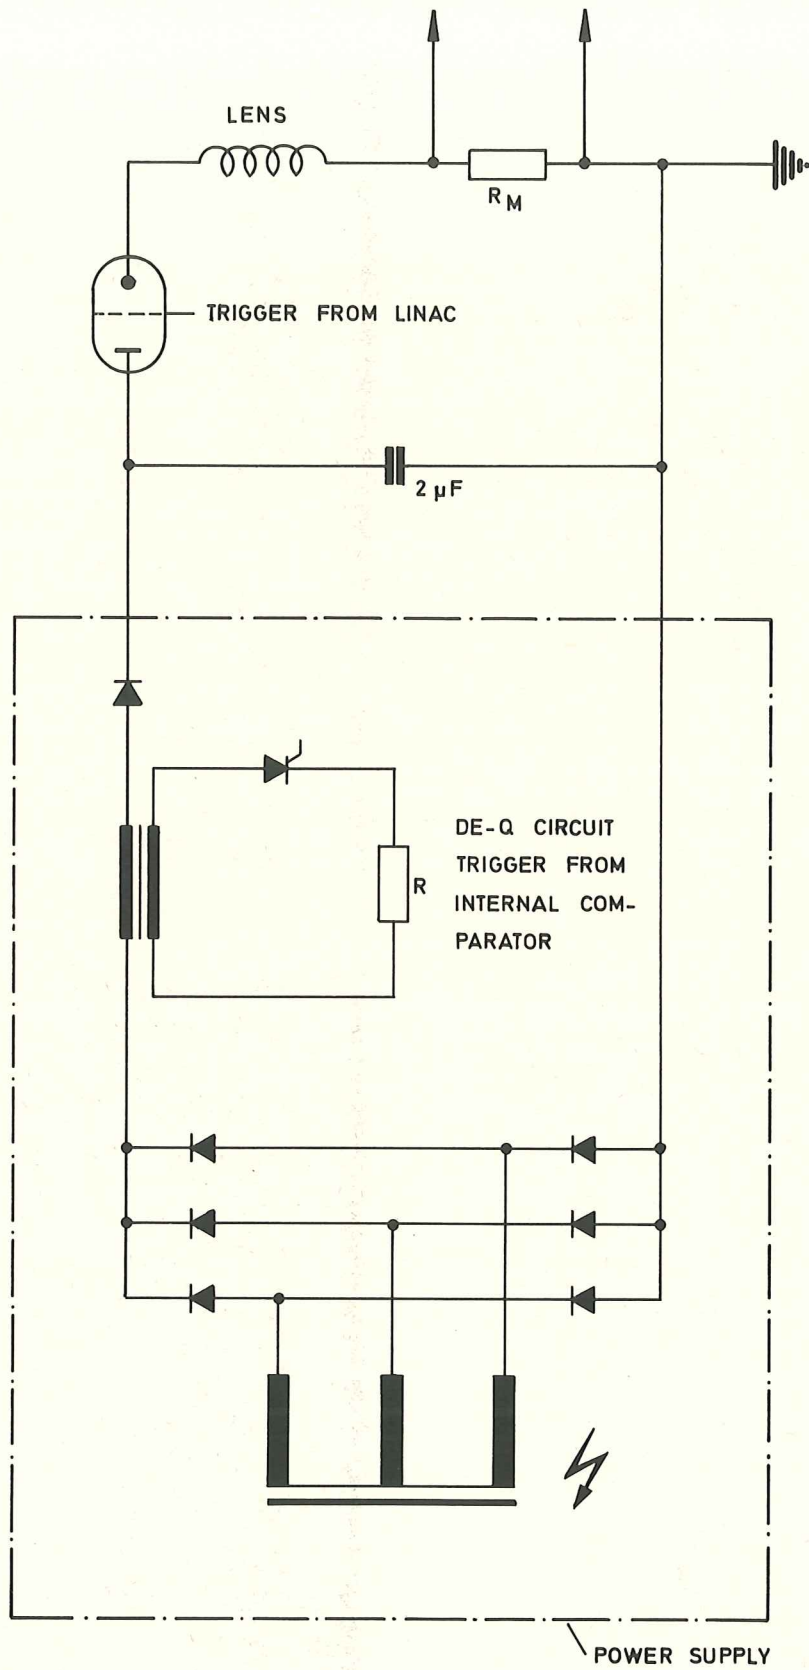 LENS
R M
TRIGGER FROM LINAC
2 µF
DE-Q CIRCUIT
TRIGGER FROM
INTERNAL COM-
PARATOR
R
POWER SUPPLY